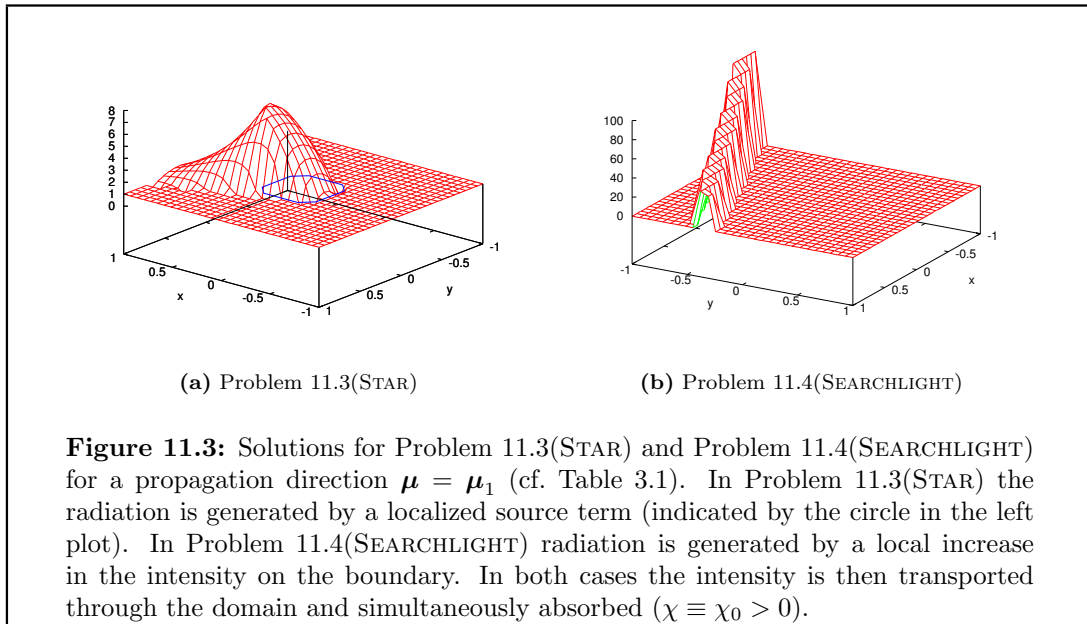 8
7
6
5
4
3
2
1
0
1
0.5
0
-0.5
-1
x
1
0.5
0
-0.5
-1
y
100
80
60
40
20
0
-1
-0.5
0
0.5
1
y
1
0.5
0
-0.5
-1
x
(a) Problem 11.3(STAR)
(b) Problem 11.4(SEARCHLIGHT)
Figure 11.3: Solutions for Problem 11.3(STAR) and Problem 11.4(SEARCHLIGHT)
for a propagation direction μ = μ₁ (cf. Table 3.1). In Problem 11.3(STAR) the
radiation is generated by a localized source term (indicated by the circle in the left
plot). In Problem 11.4(SEARCHLIGHT) radiation is generated by a local increase
in the intensity on the boundary. In both cases the intensity is then transported
through the domain and simultaneously absorbed (χ ≡ χ₀ > 0).